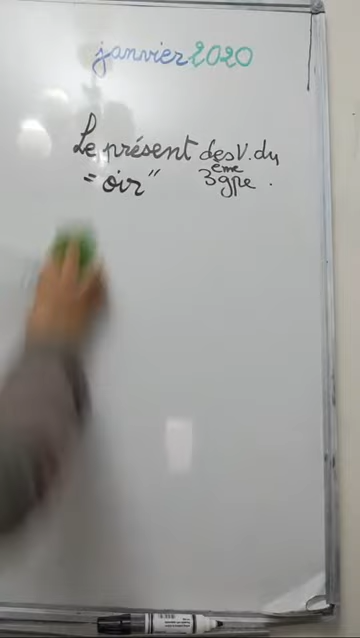 janvier 2020
Le présent des V. du
"oir" 3ème gpe.